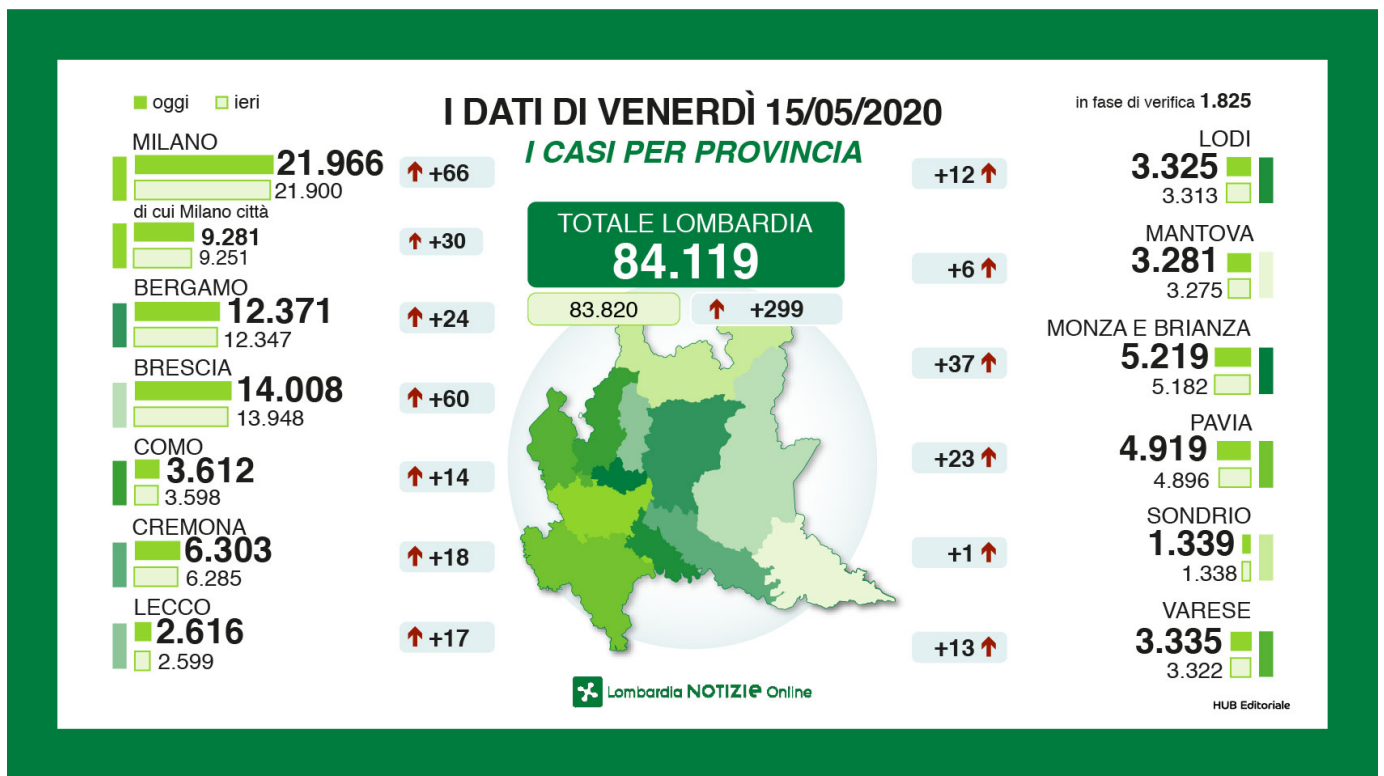 oggi ieri
I DATI DI VENERDÌ 15/05/2020
I CASI PER PROVINCIA
in fase di verifica 1.825
MILANO
21.966
21.900
+66
di cui Milano città
9.281
9.251
+30
BERGAMO
12.371
12.347
+24
BRESCIA
14.008
13.948
+60
COMO
3.612
3.598
+14
CREMONA
6.303
6.285
+18
LECCO
2.616
2.599
+17
TOTALE LOMBARDIA
84.119
83.820
+299
LODI
+12
3.325
3.313
MANTOVA
+6
3.281
3.275
MONZA E BRIANZA
+37
5.219
5.182
PAVIA
+23
4.919
4.896
SONDRIO
+1
1.339
1.338
VARESE
+13
3.335
3.322
Lombardia NOTIZIe Online
HUB Editoriale